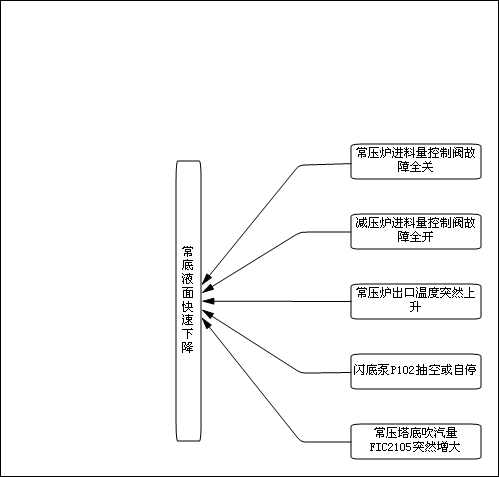 常压炉进料量控制阀故
障全关
减压炉进料量控制阀故
障全开
常底液面快速下降
常压炉出口温度突然上
升
闪底泵P102抽空或自停
常压塔底吹汽量
FIC2105突然增大